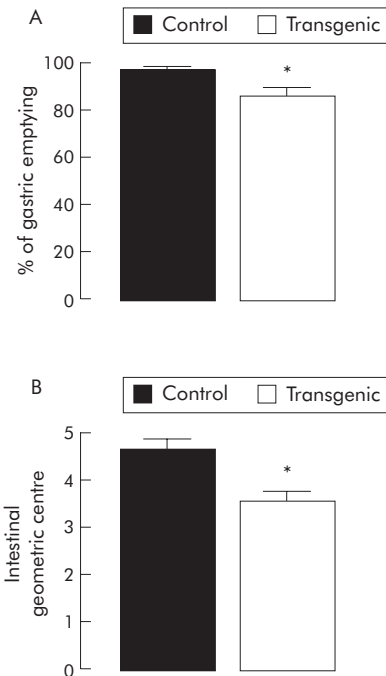 A
Control Transgenic
100
80
60
40
20
0
% of gastric emptying
*
B
Control Transgenic
5
4
3
2
1
0
Intestinal
geometric centre
*